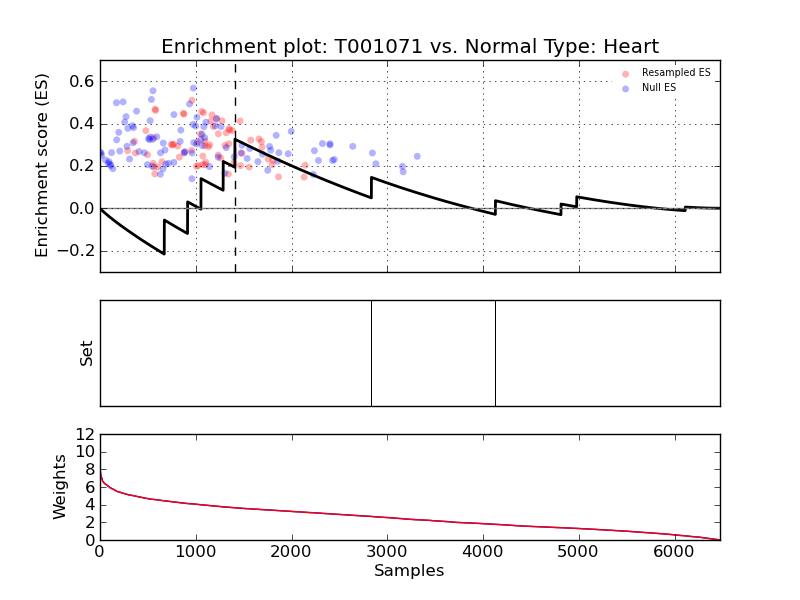 Enrichment plot: T001071 vs. Normal Type: Heart
Enrichment score (ES)
0.6
0.4
0.2
0.0
−0.2
Resampled ES
Null ES
Set
Weights
12
10
8
6
4
2
0
0 1000 2000 3000 4000 5000 6000
Samples